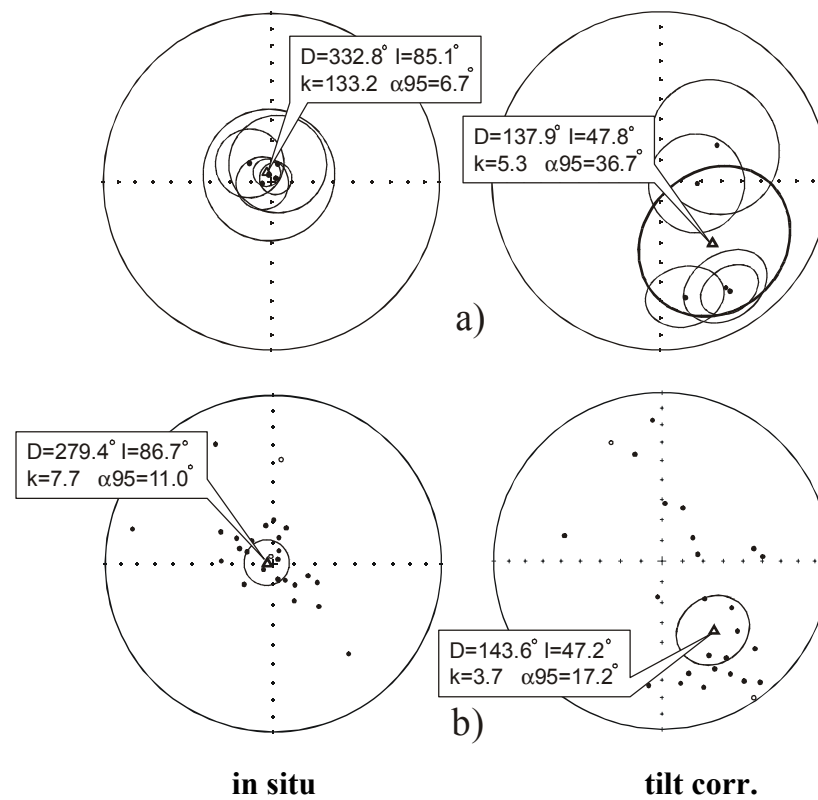 D=332.8° I=85.1°
k=133.2 α95=6.7°
D=137.9° I=47.8°
k=5.3 α95=36.7°
a)
D=279.4° I=86.7°
k=7.7 α95=11.0°
D=143.6° I=47.2°
k=3.7 α95=17.2°
b)
in situ
tilt corr.